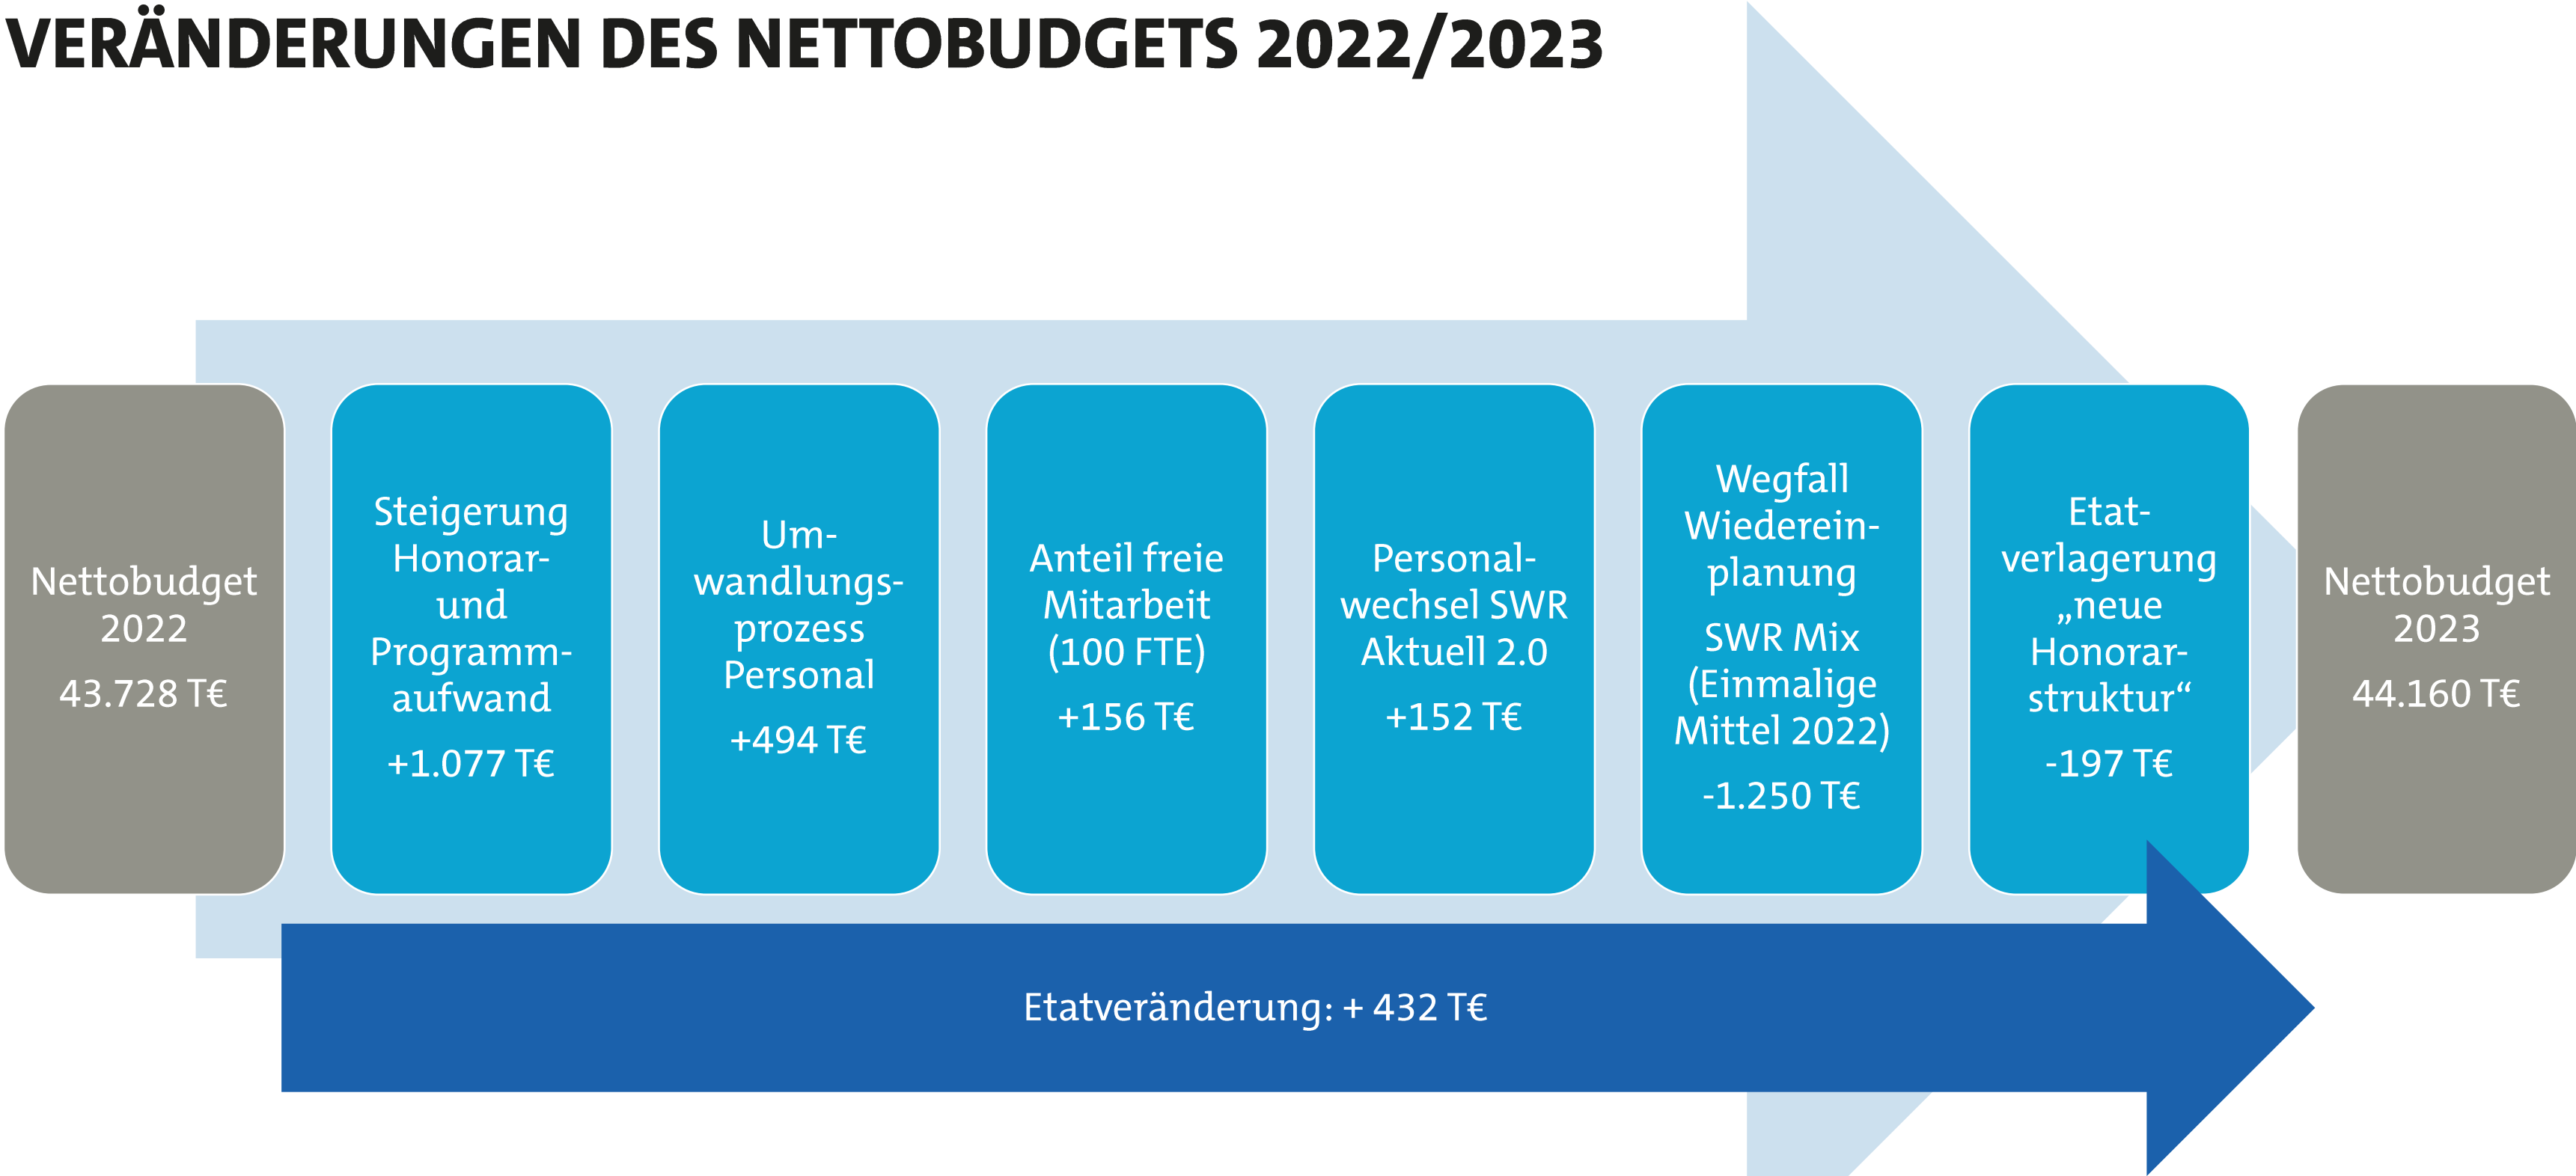 VERÄNDERUNGEN DES NETTOBUDGETS 2022/2023
Nettobudget
2022
43.728 T€
Steigerung
Honorar-
und
Programm-
aufwand
+1.077 T€
Um-
wandlungs-
prozess
Personal
+494 T€
Anteil freie
Mitarbeit
(100 FTE)
+156 T€
Personal-
wechsel SWR
Aktuell 2.0
+152 T€
Wegfall
Wiederein-
planung
SWR Mix
(Einmalige
Mittel 2022)
-1.250 T€
Etat-
verlagerung
„neue
Honorar-
struktur“
-197 T€
Nettobudget
2023
44.160 T€
Etatveränderung: + 432 T€